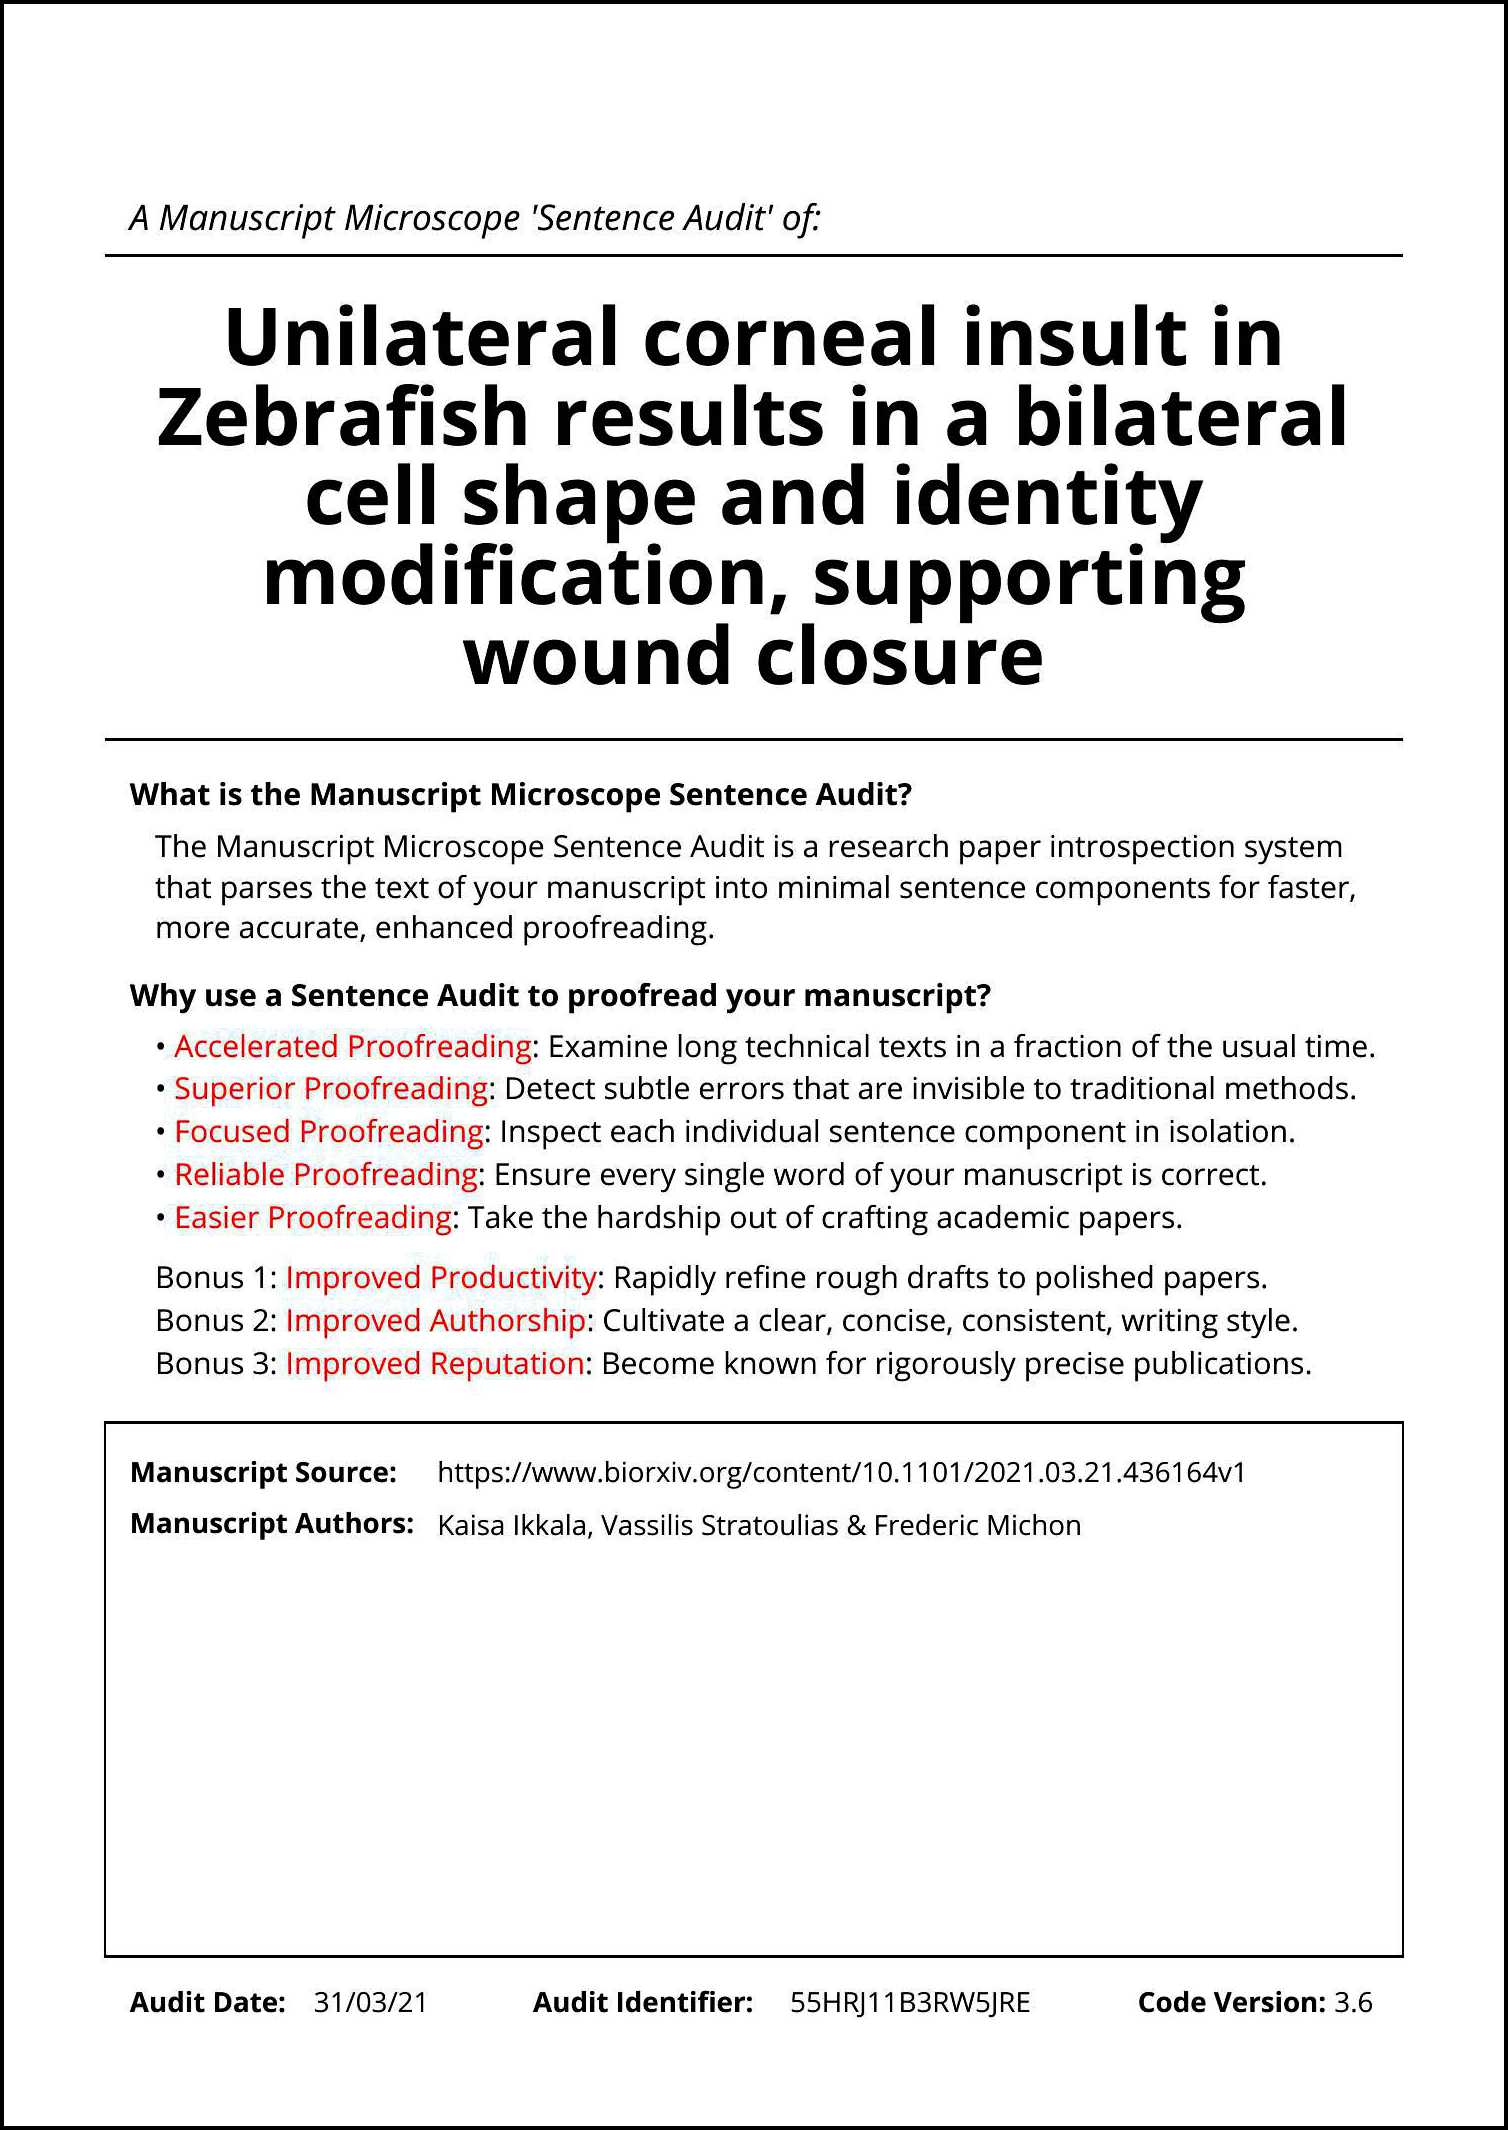 A Manuscript Microscope 'Sentence Audit' of:
Unilateral corneal insult in
Zebrafish results in a bilateral
cell shape and identity
modification, supporting
wound closure
What is the Manuscript Microscope Sentence Audit?
The Manuscript Microscope Sentence Audit is a research paper introspection system
that parses the text of your manuscript into minimal sentence components for faster,
more accurate, enhanced proofreading.
Why use a Sentence Audit to proofread your manuscript?
• Accelerated Proofreading: Examine long technical texts in a fraction of the usual time.
• Superior Proofreading: Detect subtle errors that are invisible to traditional methods.
• Focused Proofreading: Inspect each individual sentence component in isolation.
• Reliable Proofreading: Ensure every single word of your manuscript is correct.
• Easier Proofreading: Take the hardship out of crafting academic papers.
Bonus 1: Improved Productivity: Rapidly refine rough drafts to polished papers.
Bonus 2: Improved Authorship: Cultivate a clear, concise, consistent, writing style.
Bonus 3: Improved Reputation: Become known for rigorously precise publications.
Manuscript Source: https://www.biorxiv.org/content/10.1101/2021.03.21.436164v1
Manuscript Authors: Kaisa Ikkala, Vassilis Stratoulias & Frederic Michon
Audit Date: 31/03/21 Audit Identifier: 55HRJ11B3RW5JRE Code Version: 3.6